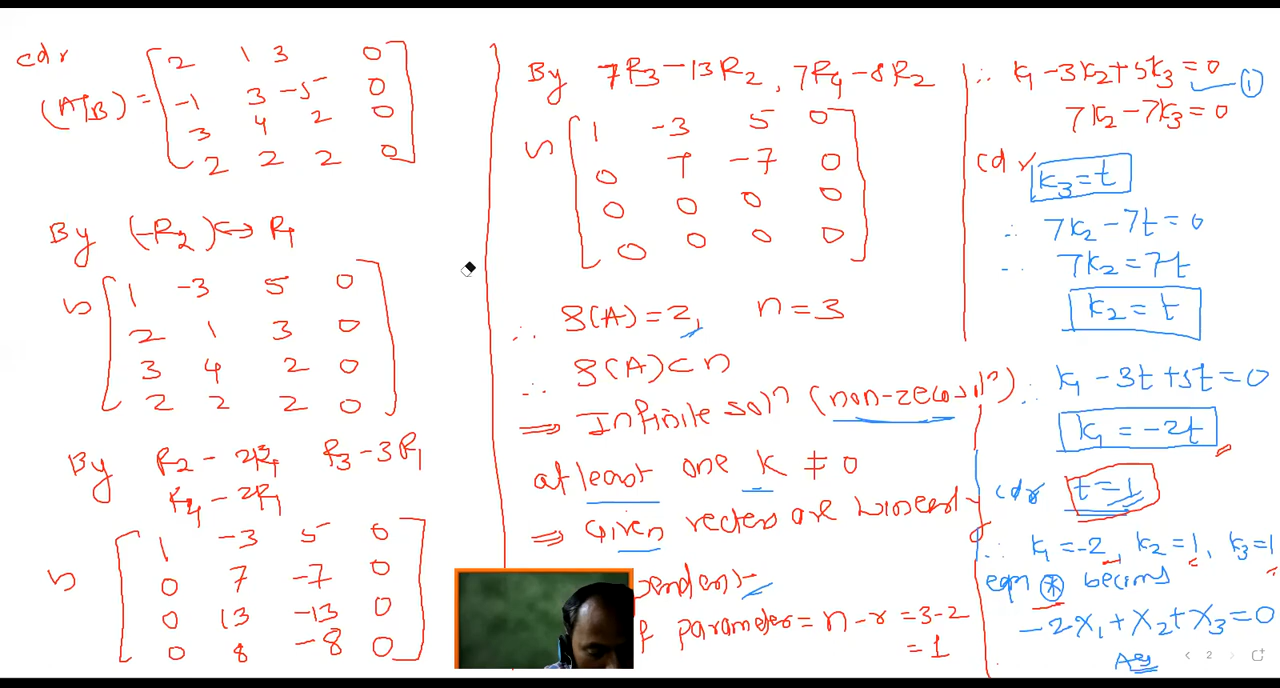 cdr
(A/B) = [ 2 1 3 0
-1 3 -5 0
3 4 2 0
2 2 2 0 ]
By (-R2) ↔ R1
~ [ 1 -3 5 0
2 1 3 0
3 4 2 0
2 2 2 0 ]
By R2 - 2R1 R3 - 3R1
R4 - 2R1
~ [ 1 -3 5 0
0 7 -7 0
0 13 -13 0
0 8 -8 0 ]
By 7R3 - 13R2, 7R4 - 8R2
~ [ 1 -3 5 0
0 7 -7 0
0 0 0 0
0 0 0 0 ]
∴ ρ(A) = 2, n = 3
∴ ρ(A) < n
⇒ Infinite solⁿ (non-zero solⁿ)
at least one k ≠ 0
⇒ Given vectors are linearly
parameter = n - r = 3-2
= 1
∴ k1 - 3k2 + 5k3 = 0 ①
7k2 - 7k3 = 0
cdr
k3 = t
∴ 7k2 - 7t = 0
∴ 7k2 = 7t
k2 = t
∴ k1 - 3t + 5t = 0
k1 = -2t
cdr t = 1
∴ k1 = -2, k2 = 1, k3 = 1
eqn ⊛ becoms
-2X1 + X2 + X3 = 0
Ans
2